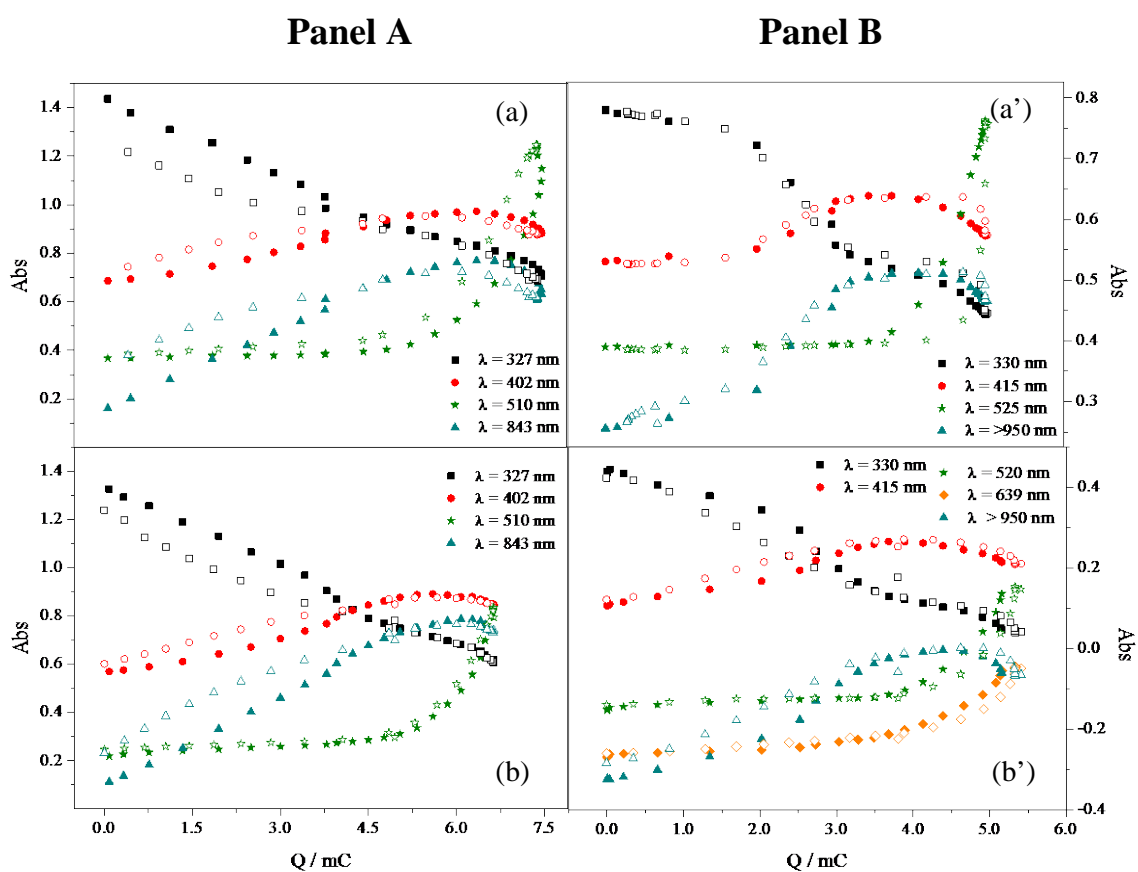 Panel A
Panel B
(a)
1.4
1.2
1.0
0.8
0.6
0.4
0.2
Abs
λ = 327 nm
λ = 402 nm
λ = 510 nm
λ = 843 nm
(a')
0.8
0.7
0.6
0.5
0.4
0.3
Abs
λ = 330 nm
λ = 415 nm
λ = 525 nm
λ = >950 nm
(b)
1.4
1.2
1.0
0.8
0.6
0.4
0.2
Abs
λ = 327 nm
λ = 402 nm
λ = 510 nm
λ = 843 nm
0.0
1.5
3.0
4.5
6.0
7.5
Q / mC
(b')
λ = 330 nm
λ = 415 nm
λ = 520 nm
λ = 639 nm
λ > 950 nm
0.4
0.2
0.0
-0.2
-0.4
Abs
0.0
1.0
2.0
3.0
4.0
5.0
6.0
Q / mC